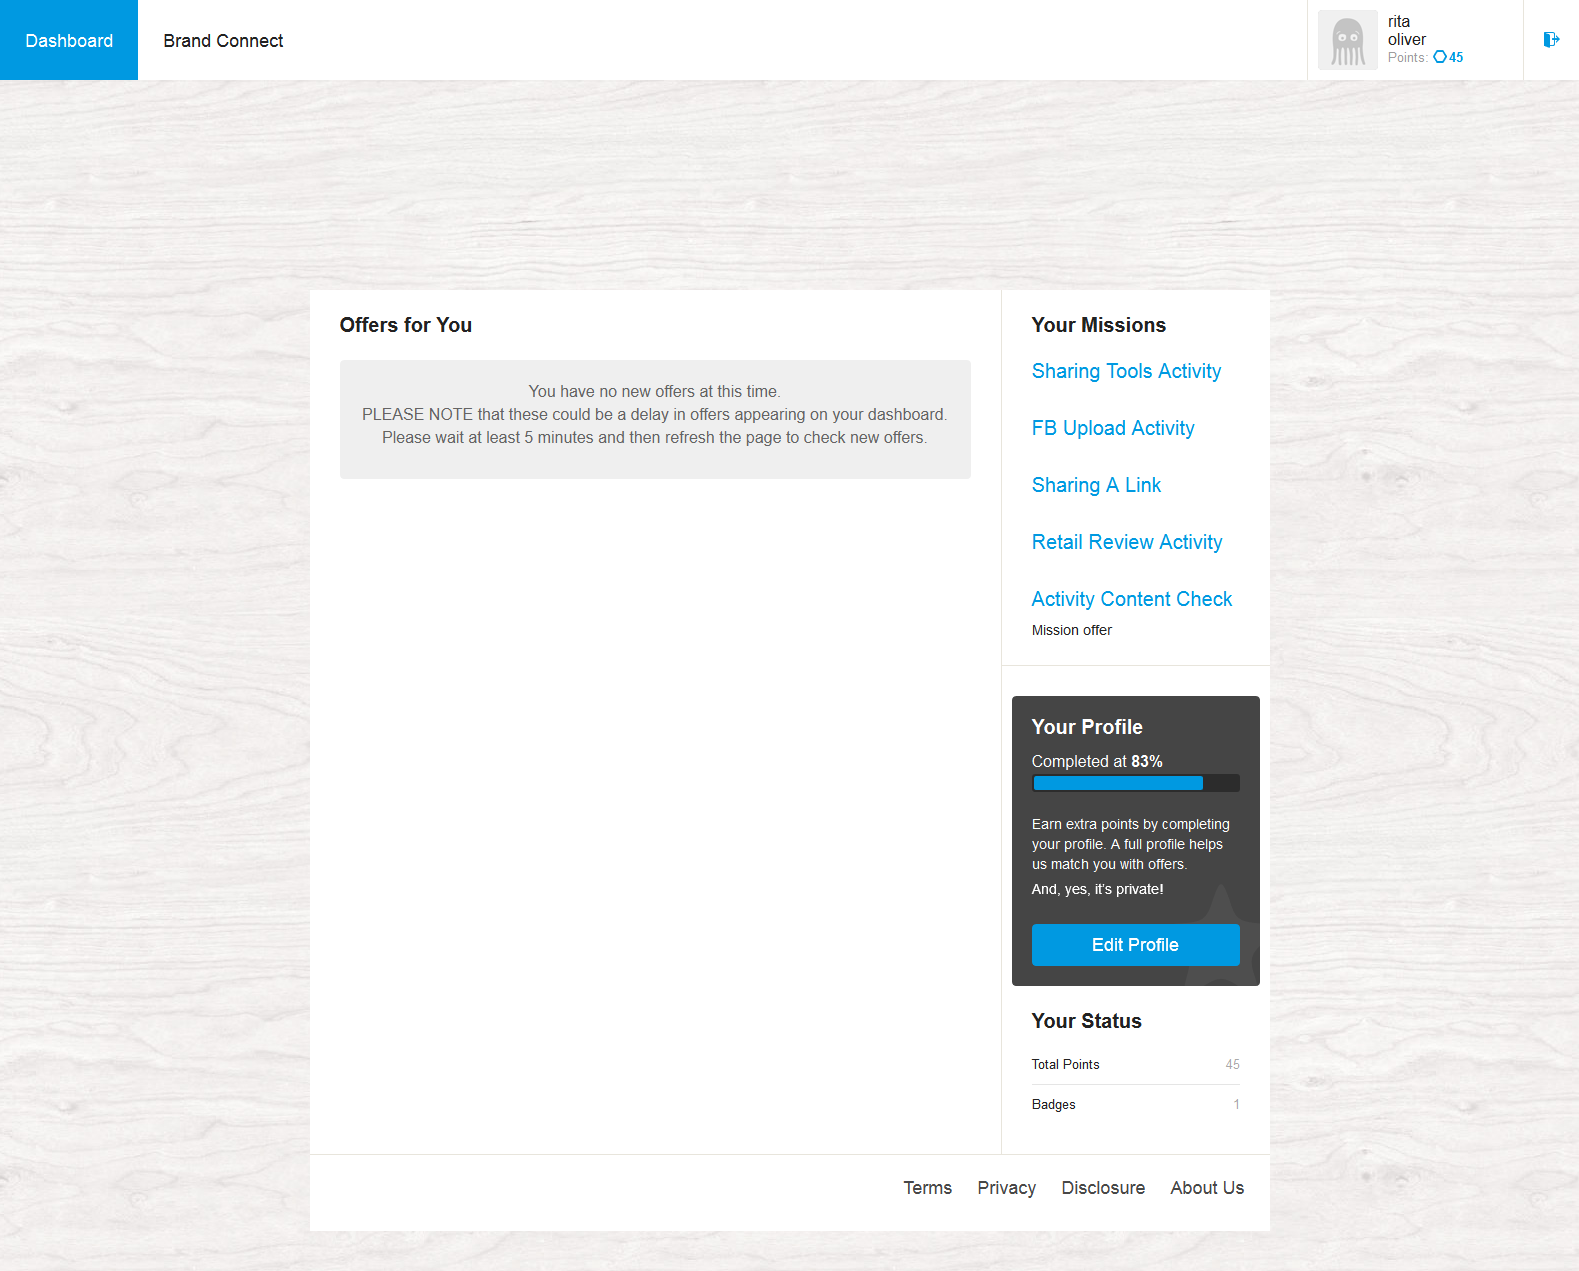 Dashboard
Brand Connect
rita
oliver
Points: 45
Offers for You
You have no new offers at this time.
PLEASE NOTE that these could be a delay in offers appearing on your dashboard.
Please wait at least 5 minutes and then refresh the page to check new offers.
Your Missions
Sharing Tools Activity
FB Upload Activity
Sharing A Link
Retail Review Activity
Activity Content Check
Mission offer
Your Profile
Completed at 83%
Earn extra points by completing
your profile. A full profile helps
us match you with offers.
And, yes, it's private!
Edit Profile
Your Status
Total Points 45
Badges 1
Terms Privacy Disclosure About Us